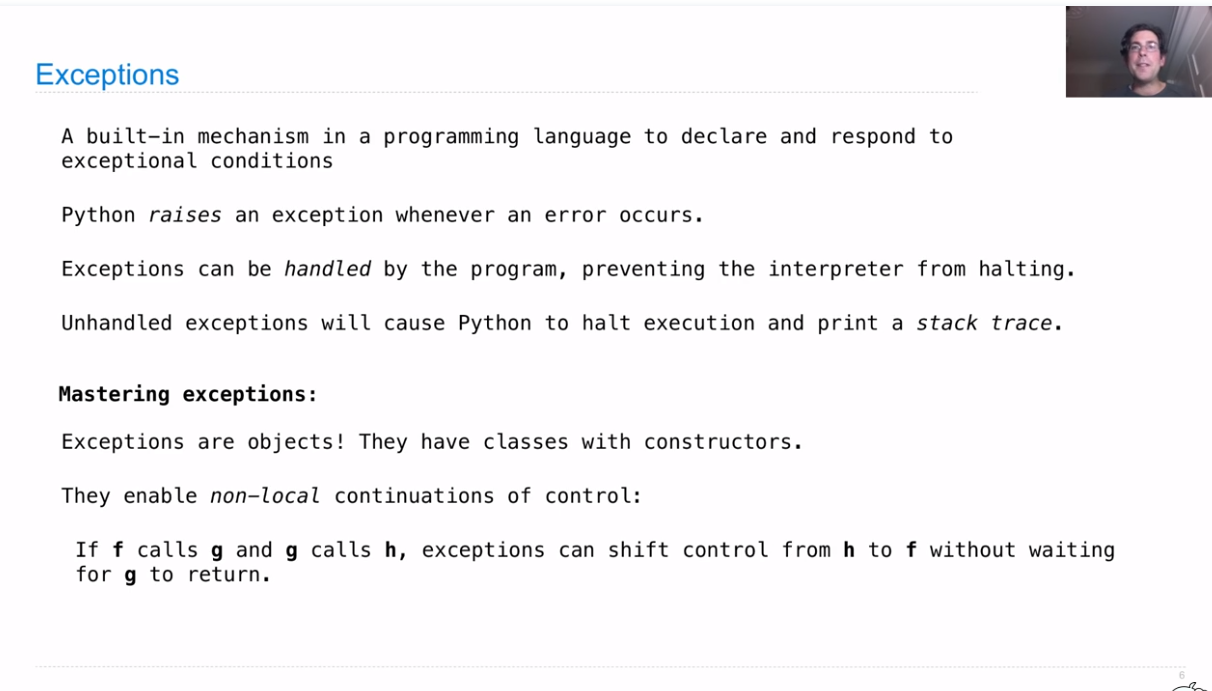 Exceptions
A built-in mechanism in a programming language to declare and respond to
exceptional conditions
Python raises an exception whenever an error occurs.
Exceptions can be handled by the program, preventing the interpreter from halting.
Unhandled exceptions will cause Python to halt execution and print a stack trace.
Mastering exceptions:
Exceptions are objects! They have classes with constructors.
They enable non-local continuations of control:
If f calls g and g calls h, exceptions can shift control from h to f without waiting
for g to return.
6